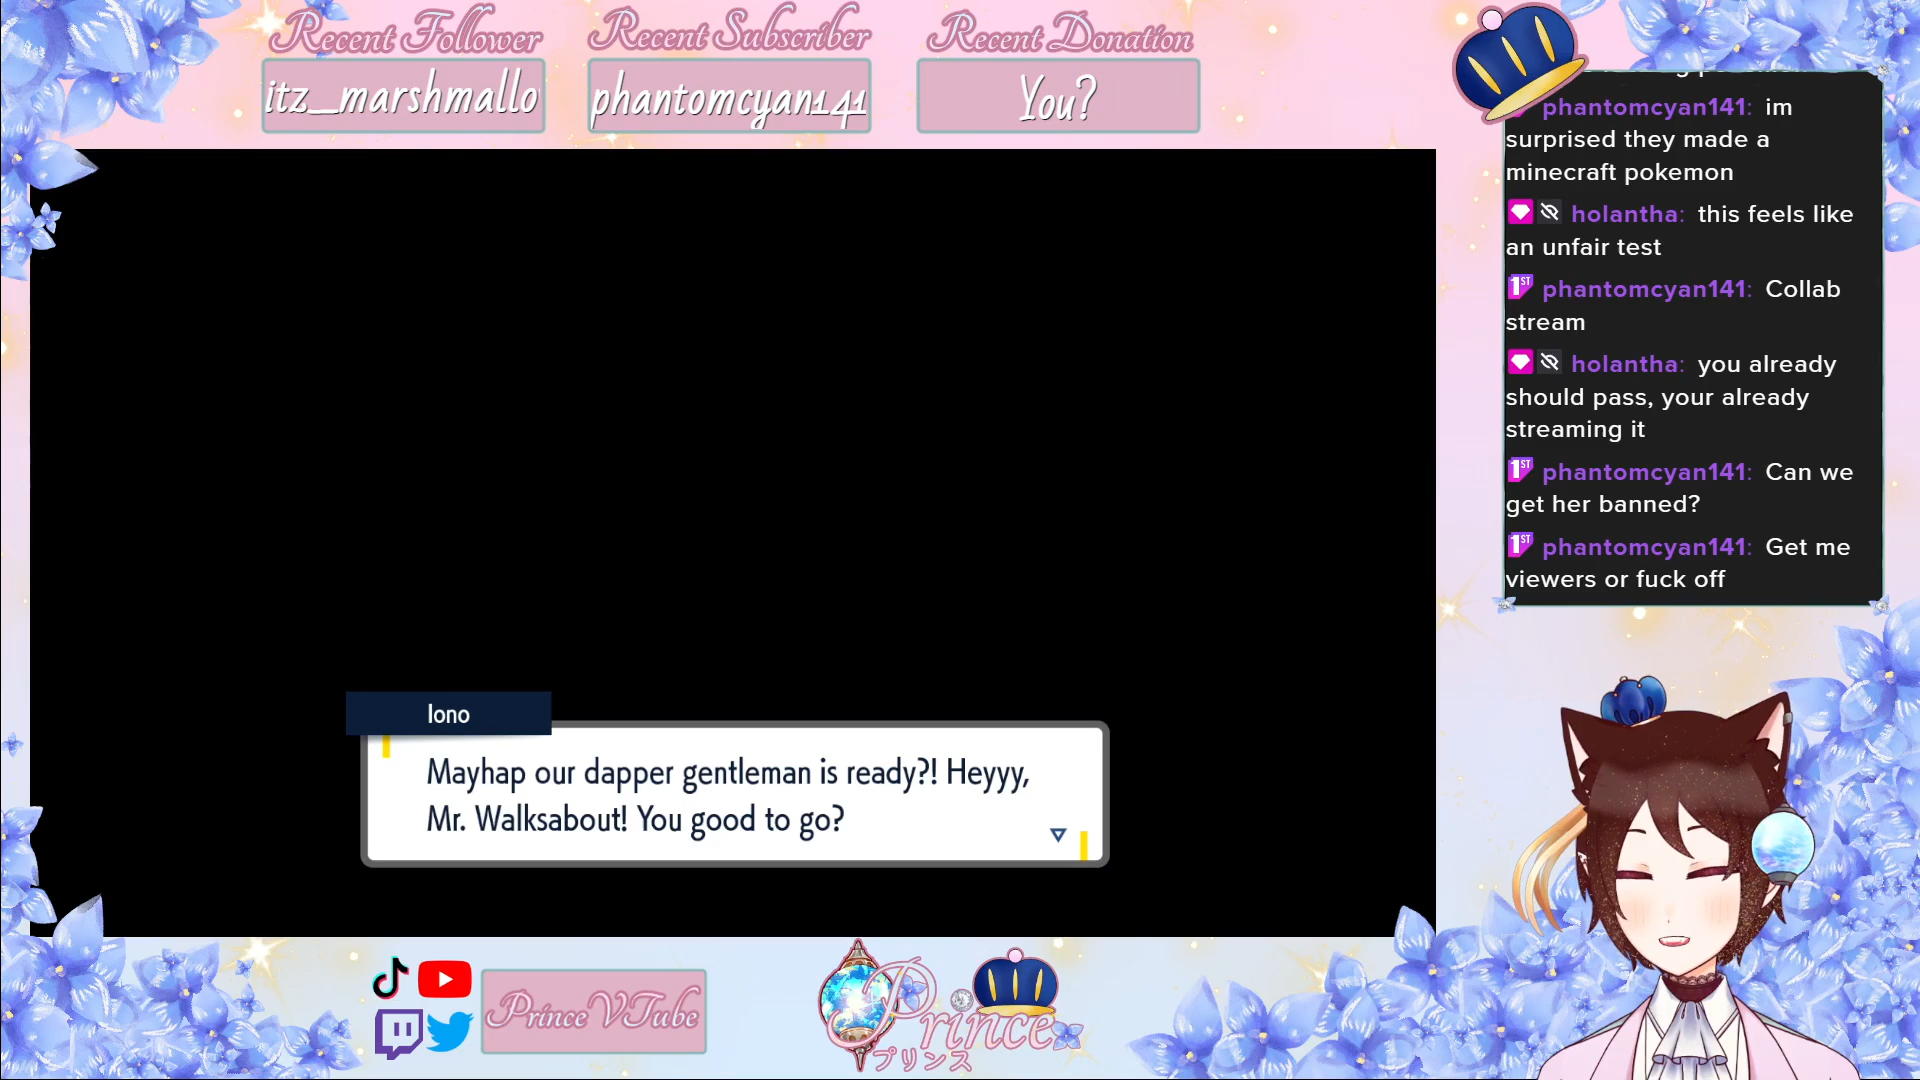 Recent Follower
itz_marshmallo
Recent Subscriber
phantomcyan141
Recent Donation
You?
phantomcyan141: im
surprised they made a
minecraft pokemon
holantha: this feels like
an unfair test
1ST phantomcyan141: Collab
stream
holantha: you already
should pass, your already
streaming it
1ST phantomcyan141: Can we
get her banned?
1ST phantomcyan141: Get me
viewers or fuck off
Iono
Mayhap our dapper gentleman is ready?! Heyyy,
Mr. Walksabout! You good to go?
Prince VTube
Prince
プリンス